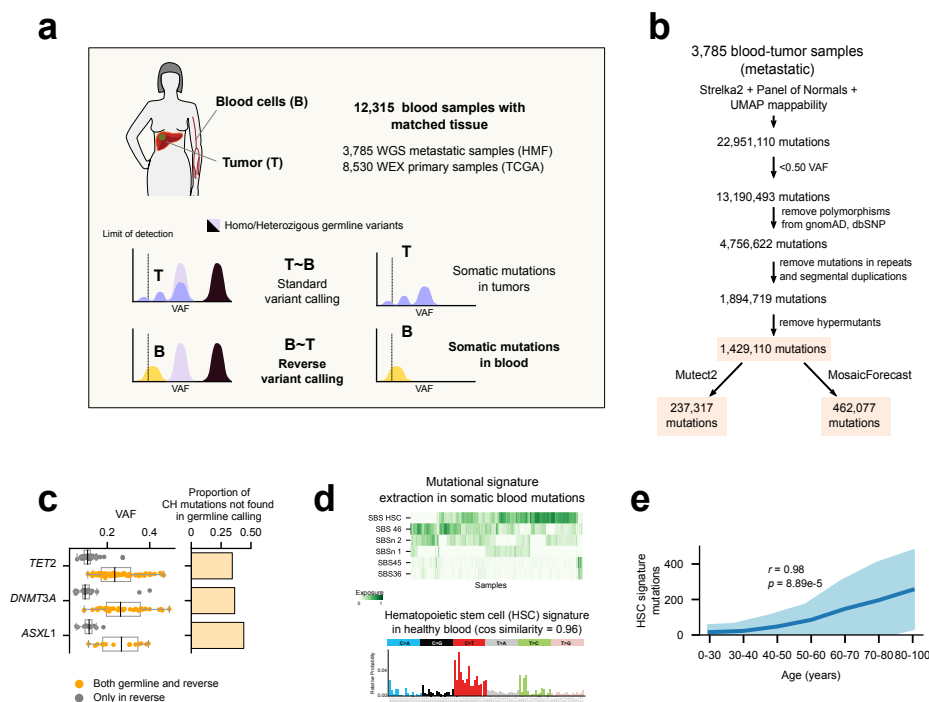 a
Blood cells (B)
Tumor (T)
12,315 blood samples with
matched tissue
3,785 WGS metastatic samples (HMF)
8,530 WEX primary samples (TCGA)
Limit of detection
Homo/Heterozigous germline variants
T
VAF
T~B
Standard
variant calling
T
VAF
Somatic mutations
in tumors
B
VAF
B~T
Reverse
variant calling
B
VAF
Somatic mutations
in blood
b
3,785 blood-tumor samples
(metastatic)
Strelka2 + Panel of Normals +
UMAP mappability
22,951,110 mutations
<0.50 VAF
13,190,493 mutations
remove polymorphisms
from gnomAD, dbSNP
4,756,622 mutations
remove mutations in repeats
and segmental duplications
1,894,719 mutations
remove hypermutants
1,429,110 mutations
Mutect2
MosaicForecast
237,317
mutations
462,077
mutations
c
VAF
0.2 0.4
Proportion of
CH mutations not found
in germline calling
0 0.25 0.50
TET2
DNMT3A
ASXL1
Both germline and reverse
Only in reverse
d
Mutational signature
extraction in somatic blood mutations
SBS HSC
SBS 46
SBSn 2
SBSn 1
SBS45
SBS36
Samples
Exposure
0 1
Hematopoietic stem cell (HSC) signature
in healthy blood (cos similarity = 0.96)
C>A C>G C>T T>A T>C T>G
Relative Probability
0.04
0.00
e
HSC signature
mutations
400
200
0
r = 0.98
p = 8.89e-5
0-30 30-40 40-50 50-60 60-70 70-80 80-100
Age (years)